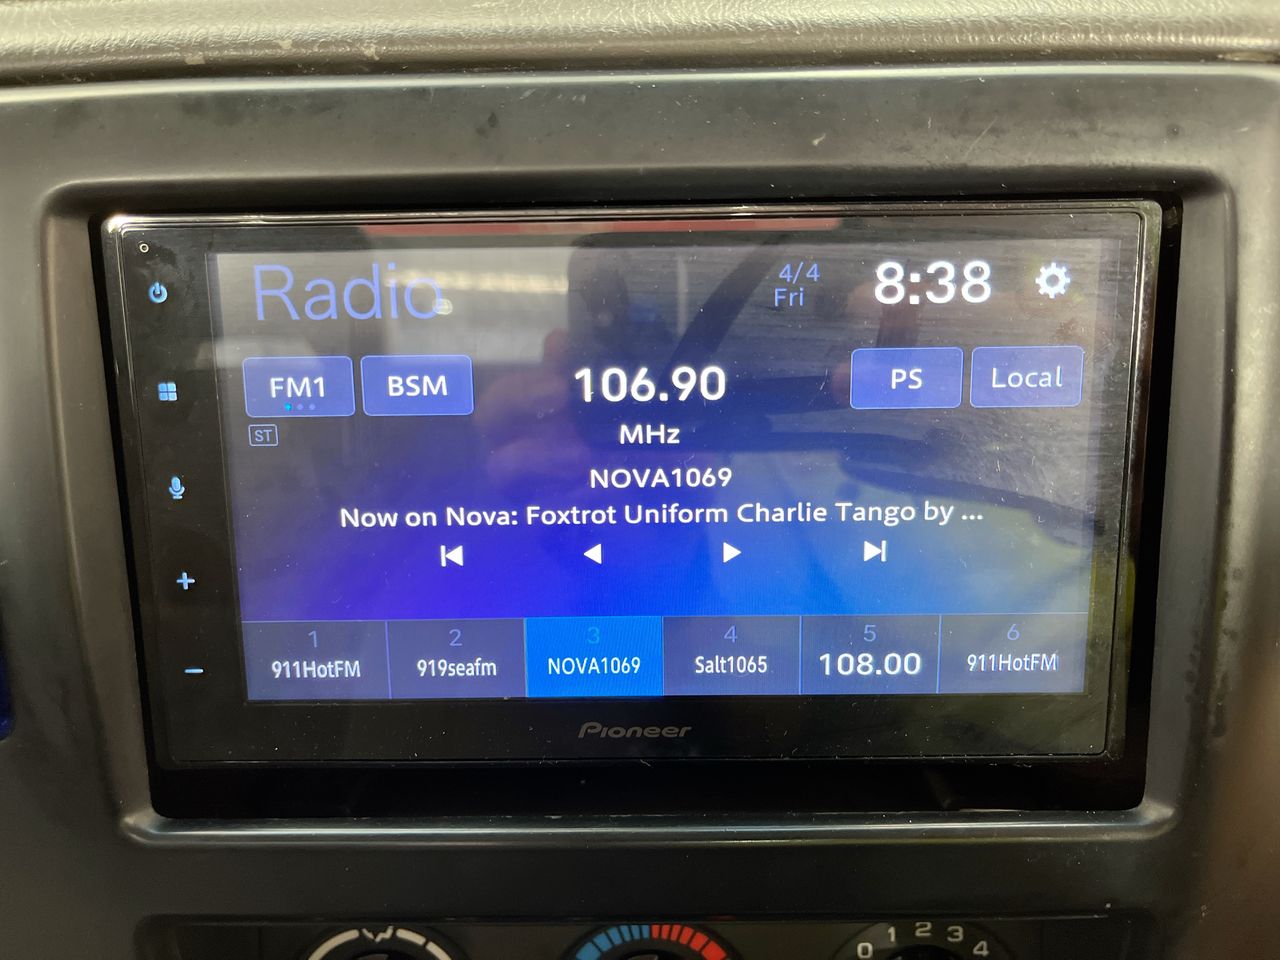 Radio
4/4
Fri
8:38
FM1
BSM
106.90
PS
Local
ST
MHz
NOVA1069
Now on Nova: Foxtrot Uniform Charlie Tango by ...
1
2
3
4
5
6
911HotFM
919seafm
NOVA1069
Salt1065
108.00
911HotFM
Pioneer
0
1
2
3
4